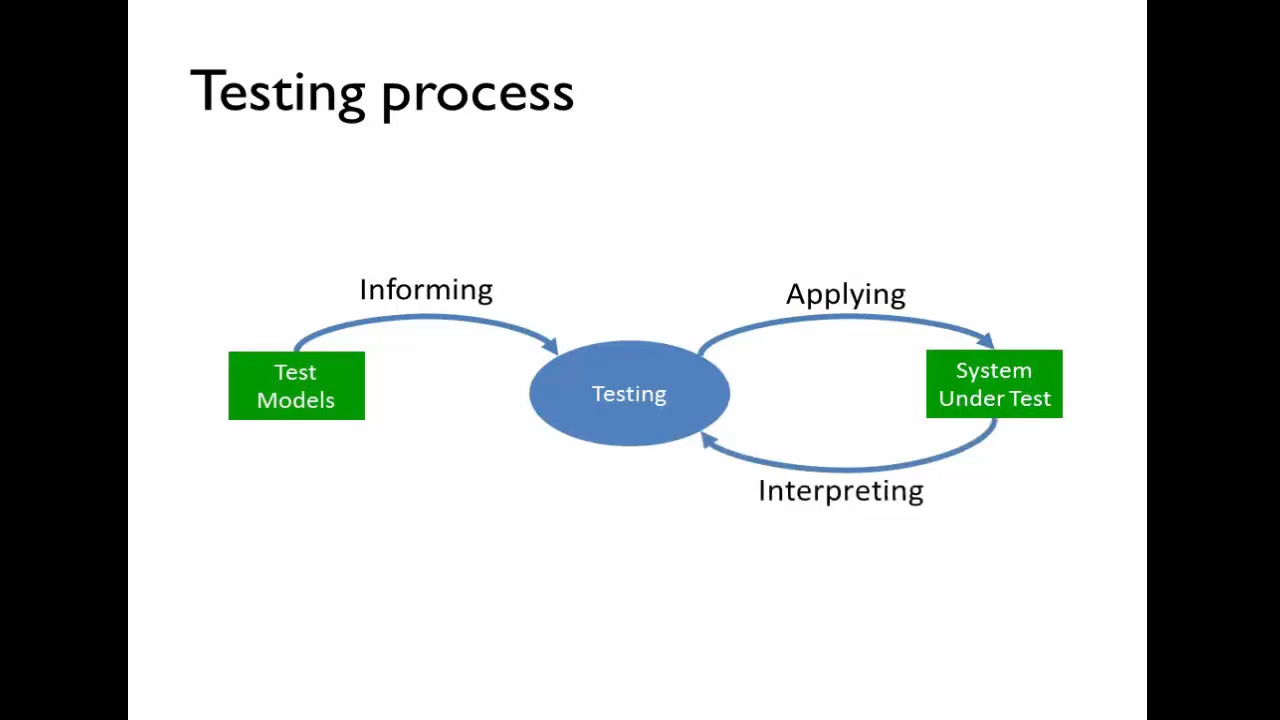 Testing process
Informing
Applying
Test
Models
Testing
System
Under Test
Interpreting